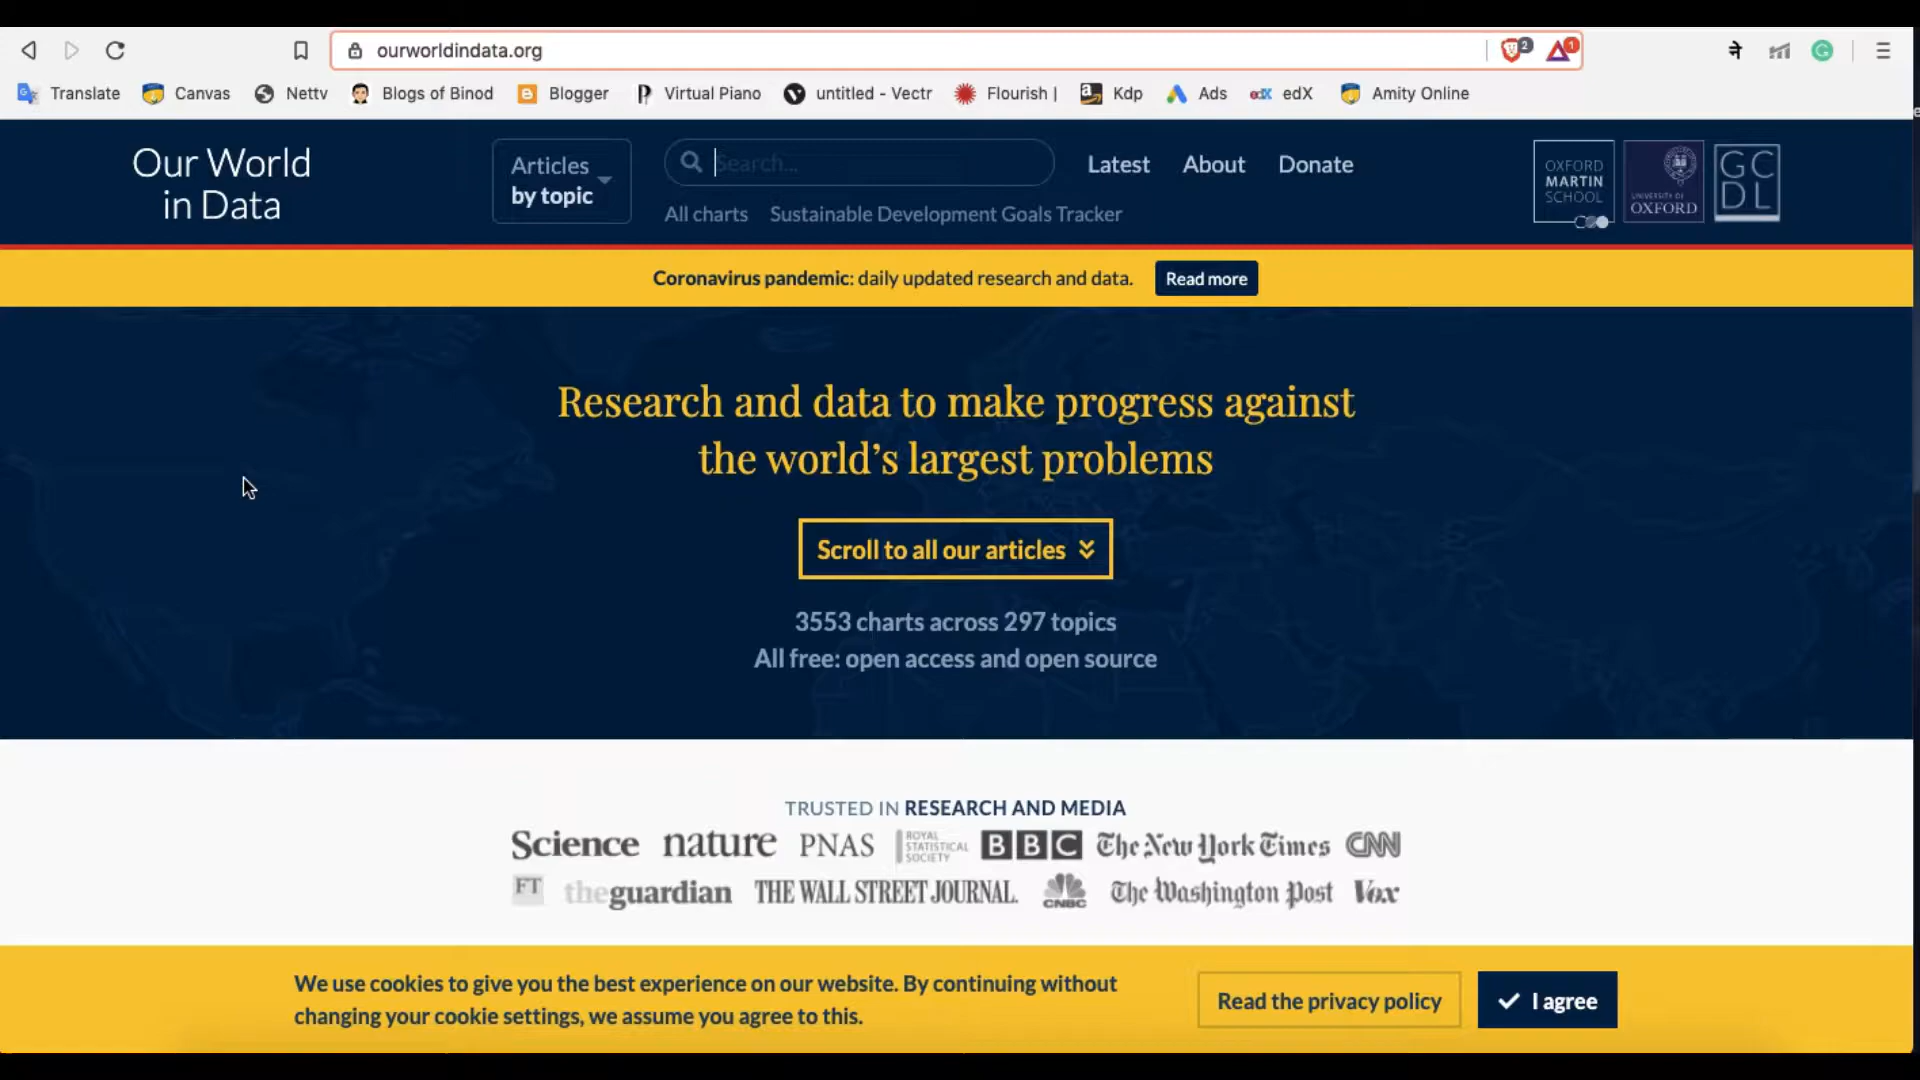 ourworldindata.org
2
1
ने
Translate
Canvas
Nettv
Blogs of Binod
Blogger
Virtual Piano
untitled - Vectr
Flourish |
Kdp
Ads
edX
Amity Online
Our World
in Data
Articles
by topic
Search...
Latest
About
Donate
All charts
Sustainable Development Goals Tracker
OXFORD
MARTIN
SCHOOL
UNIVERSITY OF
OXFORD
GC
DL
Coronavirus pandemic: daily updated research and data.
Read more
Research and data to make progress against
the world's largest problems
Scroll to all our articles
3553 charts across 297 topics
All free: open access and open source
TRUSTED IN RESEARCH AND MEDIA
Science nature PNAS ROYAL STATISTICAL SOCIETY BBC The New York Times CNN
FT theguardian THE WALL STREET JOURNAL. CNBC The Washington Post Vox
We use cookies to give you the best experience on our website. By continuing without
changing your cookie settings, we assume you agree to this.
Read the privacy policy
I agree